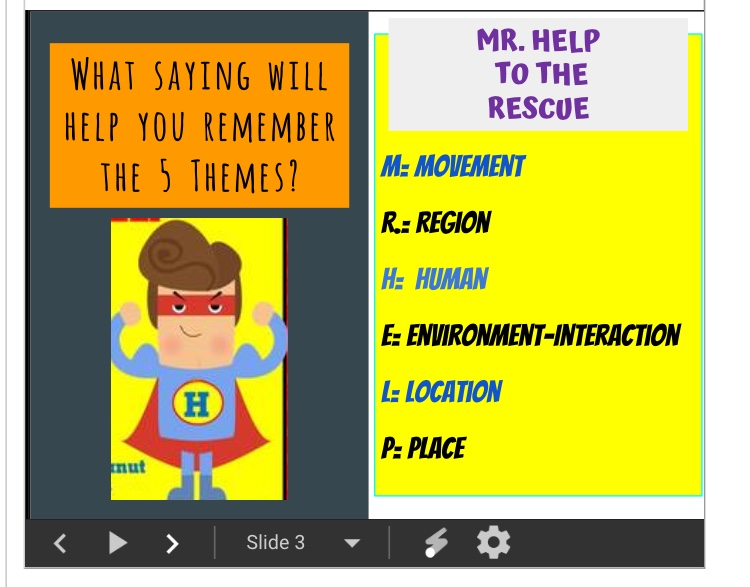 WHAT SAYING WILL
HELP YOU REMEMBER
THE 5 THEMES?
H
nut
MR. HELP
TO THE
RESCUE
M= MOVEMENT
R.= REGION
H= HUMAN
E= ENVIRONMENT-INTERACTION
L= LOCATION
P= PLACE
Slide 3